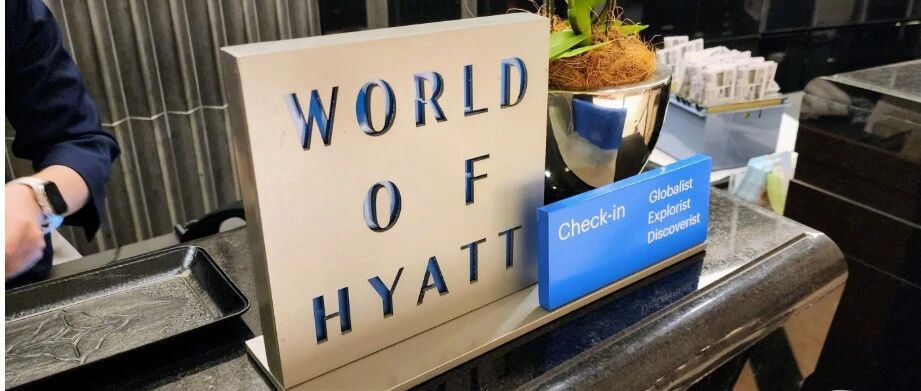 WORLD
OF
HYATT
Check-in
Globalist
Explorist
Discoverist